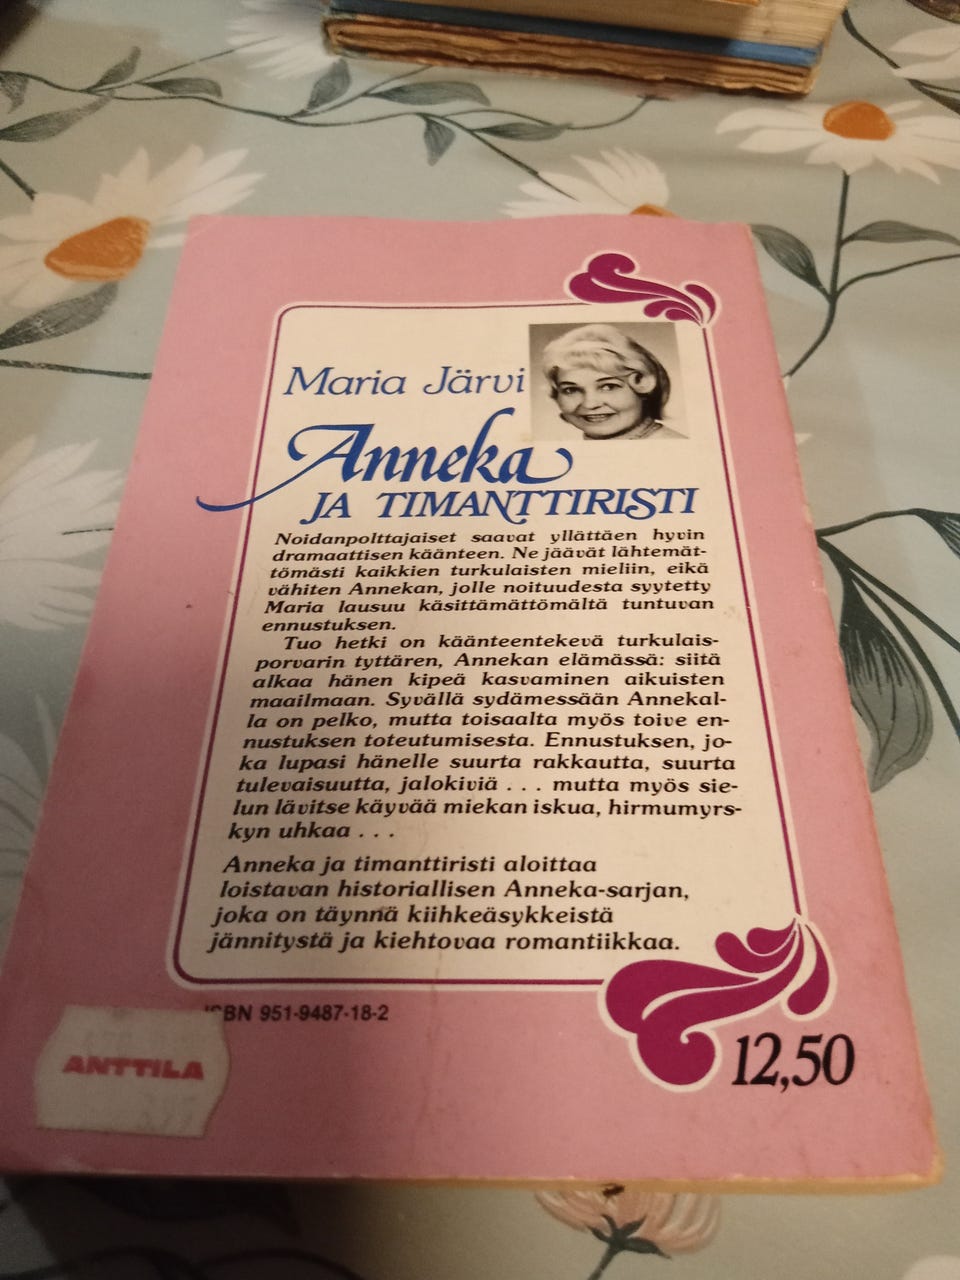 Maria Järvi
Anneka
JA TIMANTTIRISTI
Noidanpolttajaiset saavat yllättäen hyvin
dramaattisen käänteen. Ne jäävät lähtemät-
tömästi kaikkien turkulaisten mieliin, eikä
vähiten Annekan, jolle noituudesta syytetty
Maria lausuu käsittämättömältä tuntuvan
ennustuksen.
Tuo hetki on käänteentekevä turkulais-
porvarin tyttären, Annekan elämässä: siitä
alkaa hänen kipeä kasvaminen aikuisten
maailmaan. Syvällä sydämessään Annekal-
la on pelko, mutta toisaalta myös toive en-
nustuksen toteutumisesta. Ennustuksen, jo-
ka lupasi hänelle suurta rakkautta, suurta
tulevaisuutta, jalokiviä . . . mutta myös sie-
lun lävitse käyvää miekan iskua, hirmumyrs-
kyn uhkaa . . .
Anneka ja timanttiristi aloittaa
loistavan historiallisen Anneka-sarjan,
joka on täynnä kiihkeäsykkeistä
jännitystä ja kiehtovaa romantiikkaa.
ISBN 951-9487-18-2
ANTTILA
12,50